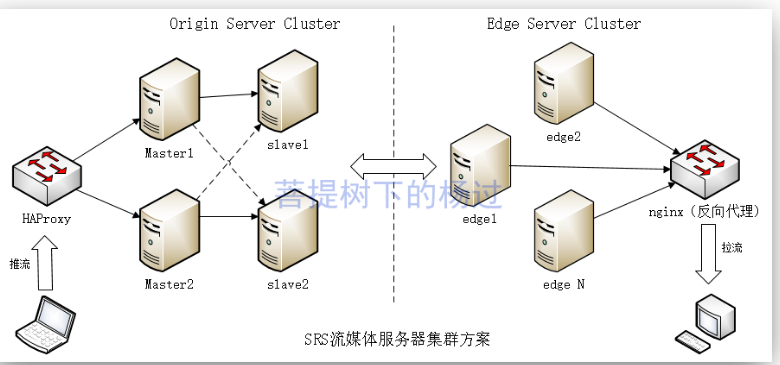 Origin Server Cluster
Edge Server Cluster
Master1
slave1
edge2
HAProxy
菩提树下的杨过
edge1
nginx (反向代理)
推流
Master2
slave2
edge N
拉流
SRS流媒体服务器集群方案